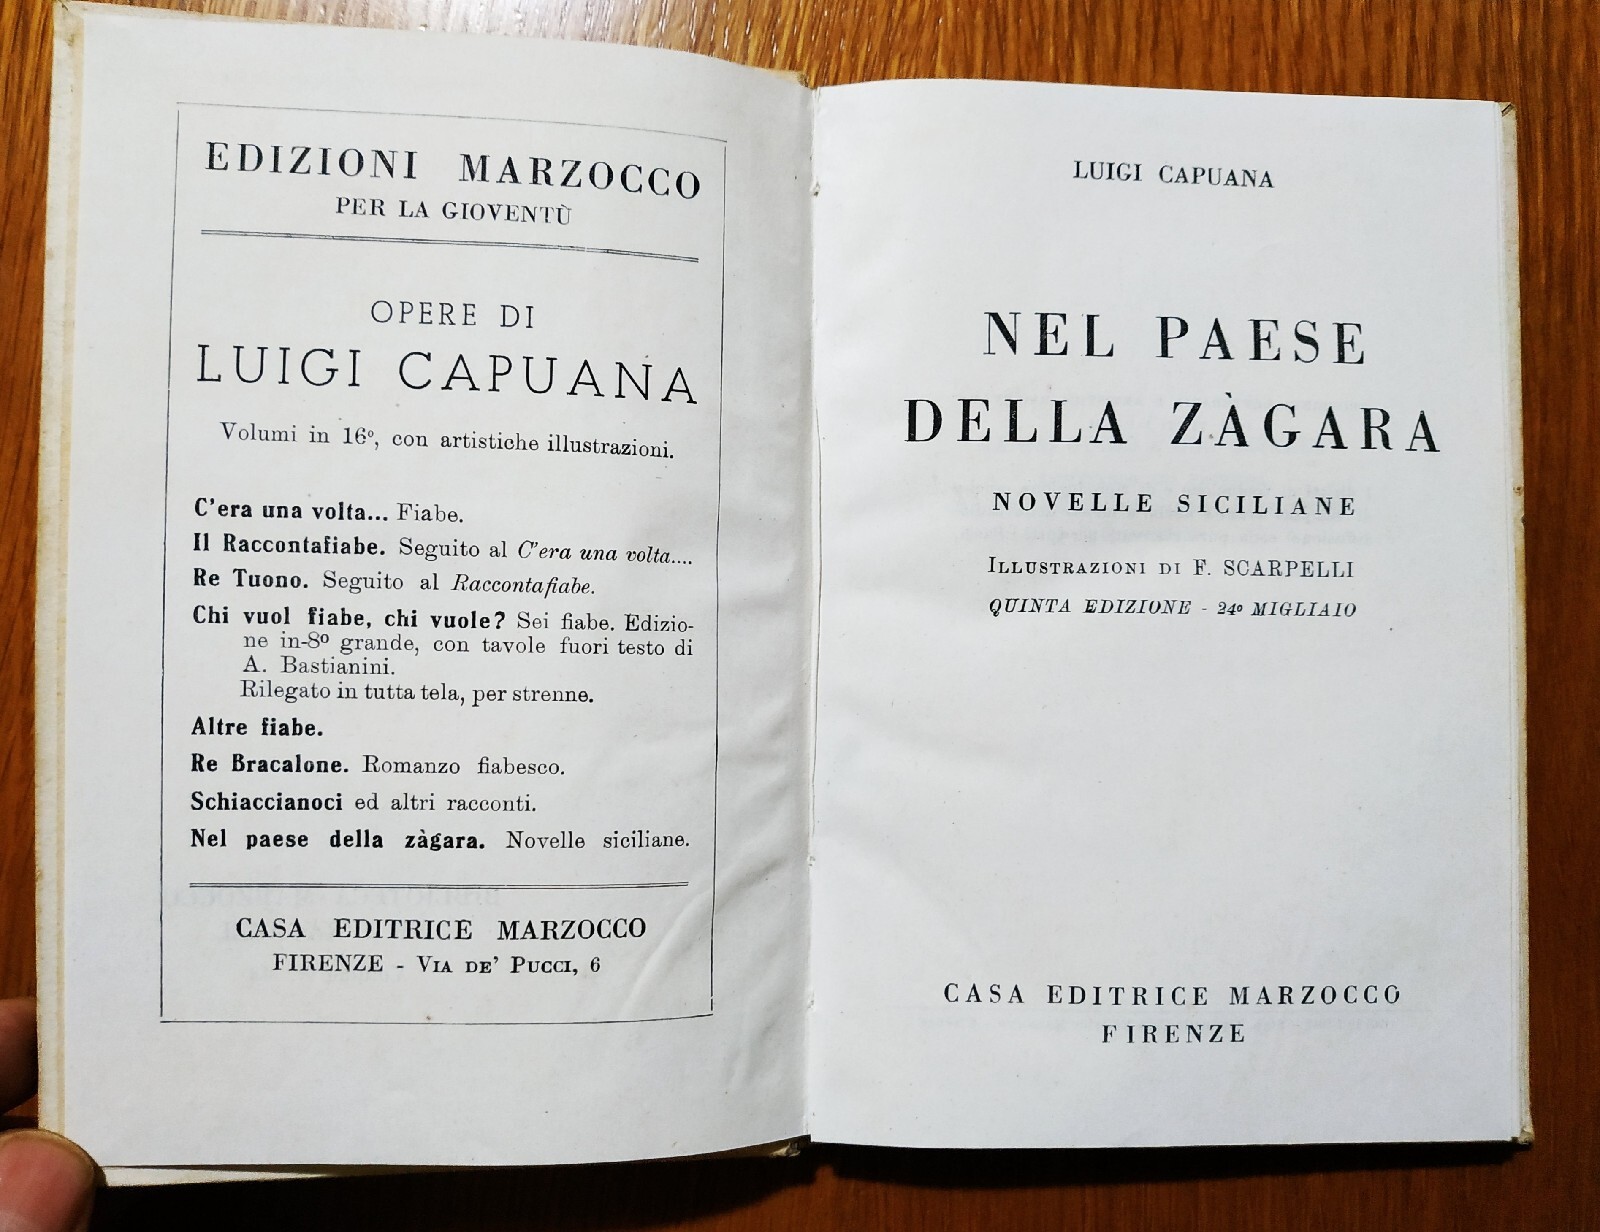 EDIZIONI MARZOCCO
PER LA GIOVENTÙ
OPERE DI
LUIGI CAPUANA
Volumi in 16º, con artistiche illustrazioni.
C'era una volta... Fiabe.
Il Raccontafiabe. Seguito al C'era una volta....
Re Tuono. Seguito al Raccontafiabe.
Chi vuol fiabe, chi vuole? Sei fiabe. Edizio-
ne in-8º grande, con tavole fuori testo di
A. Bastianini.
Rilegato in tutta tela, per strenne.
Altre fiabe.
Re Bracalone. Romanzo fiabesco.
Schiaccianoci ed altri racconti.
Nel paese della zàgara. Novelle siciliane.
CASA EDITRICE MARZOCCO
FIRENZE - VIA DE' PUCCI, 6
LUIGI CAPUANA
NEL PAESE
DELLA ZÀGARA
NOVELLE SICILIANE
ILLUSTRAZIONI DI F. SCARPELLI
QUINTA EDIZIONE - 24º MIGLIAIO
CASA EDITRICE MARZOCCO
FIRENZE